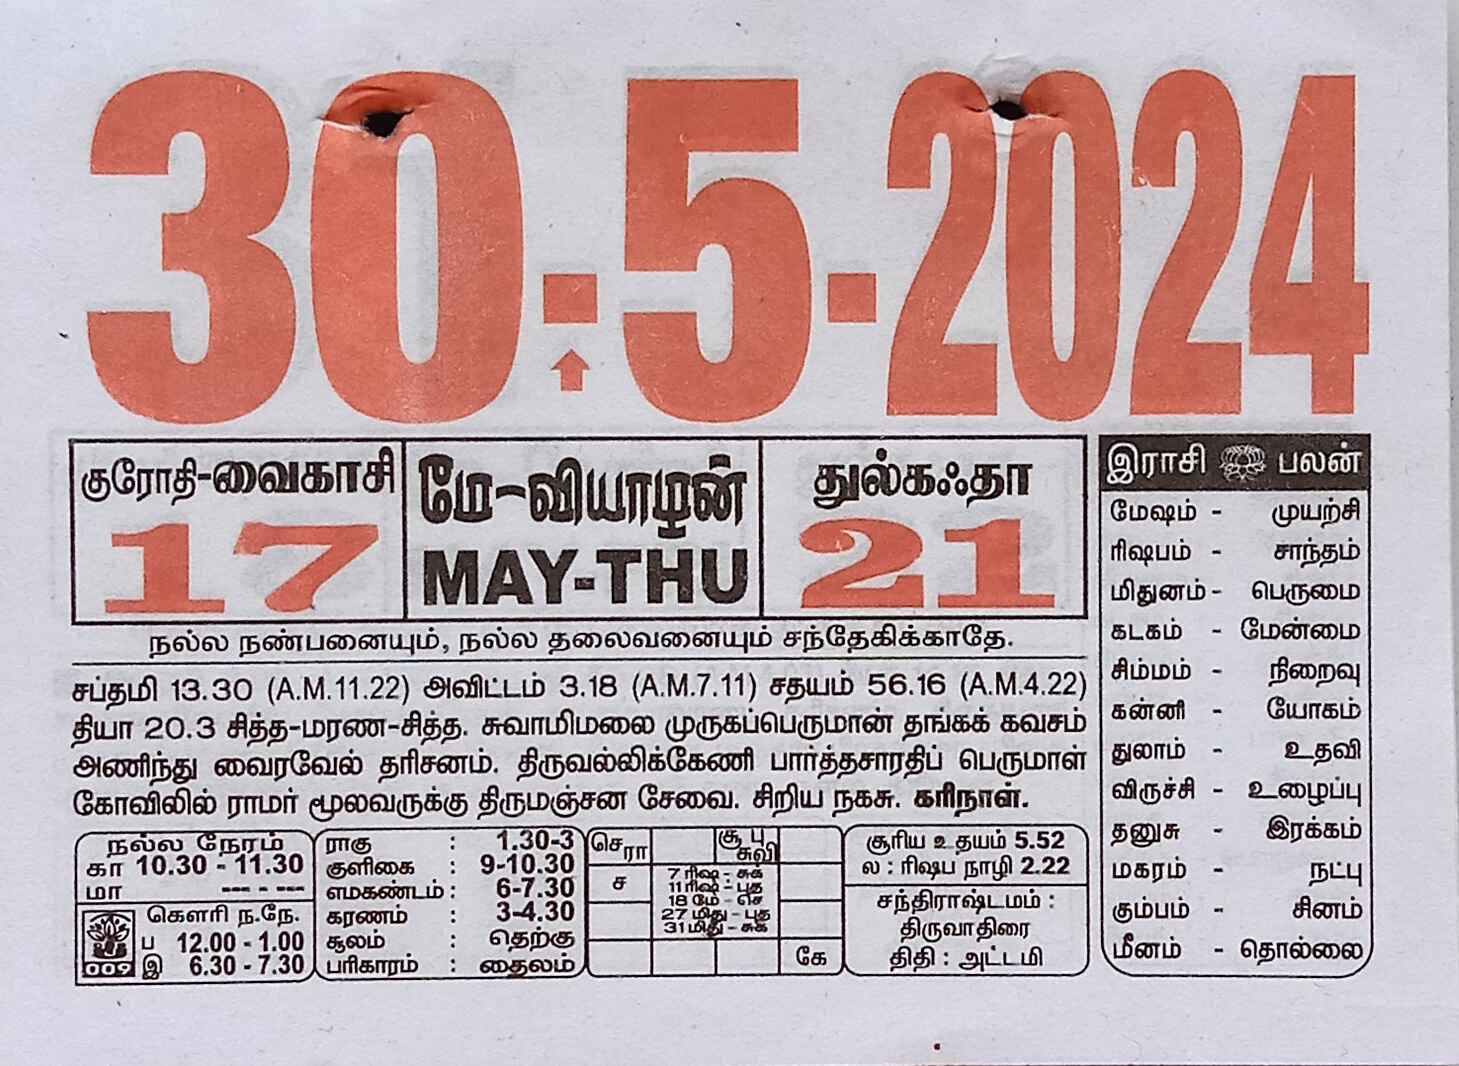 30-5-2024
குரோதி-வைகாசி
17
மே-வியாழன்
MAY-THU
துல்கஃதா
21
நல்ல நண்பனையும், நல்ல தலைவனையும் சந்தேகிக்காதே.
சப்தமி 13.30 (A.M.11.22) அவிட்டம் 3.18 (A.M.7.11) சதயம் 56.16 (A.M.4.22)
தியா 20.3 சித்த-மரண-சித்த. சுவாமிமலை முருகப்பெருமான் தங்கக் கவசம்
அணிந்து வைரவேல் தரிசனம். திருவல்லிக்கேணி பார்த்தசாரதிப் பெருமாள்
கோவிலில் ராமர் மூலவருக்கு திருமஞ்சன சேவை. சிறிய நகசு. கரிநாள்.
நல்ல நேரம்
கா 10.30 - 11.30
மா --- - ---
கௌரி ந.நே.
ப 12.00 - 1.00
இ 6.30 - 7.30
009
ராகு : 1.30-3
குளிகை : 9-10.30
எமகண்டம் : 6-7.30
கரணம் : 3-4.30
சூலம் : தெற்கு
பரிகாரம் : தைலம்
செ ரா
சூ பு சுவி
ச
7 ரிஷ - சுக்
11 ரிஷ - புத
18 மே - செ
27 மிது - புத
31 மிது - சுக்
கே
சூரிய உதயம் 5.52
ல : ரிஷப நாழி 2.22
சந்திராஷ்டமம் :
திருவாதிரை
திதி : அட்டமி
இராசி பலன்
மேஷம் - முயற்சி
ரிஷபம் - சாந்தம்
மிதுனம் - பெருமை
கடகம் - மேன்மை
சிம்மம் - நிறைவு
கன்னி - யோகம்
துலாம் - உதவி
விருச்சி - உழைப்பு
தனுசு - இரக்கம்
மகரம் - நட்பு
கும்பம் - சினம்
மீனம் - தொல்லை